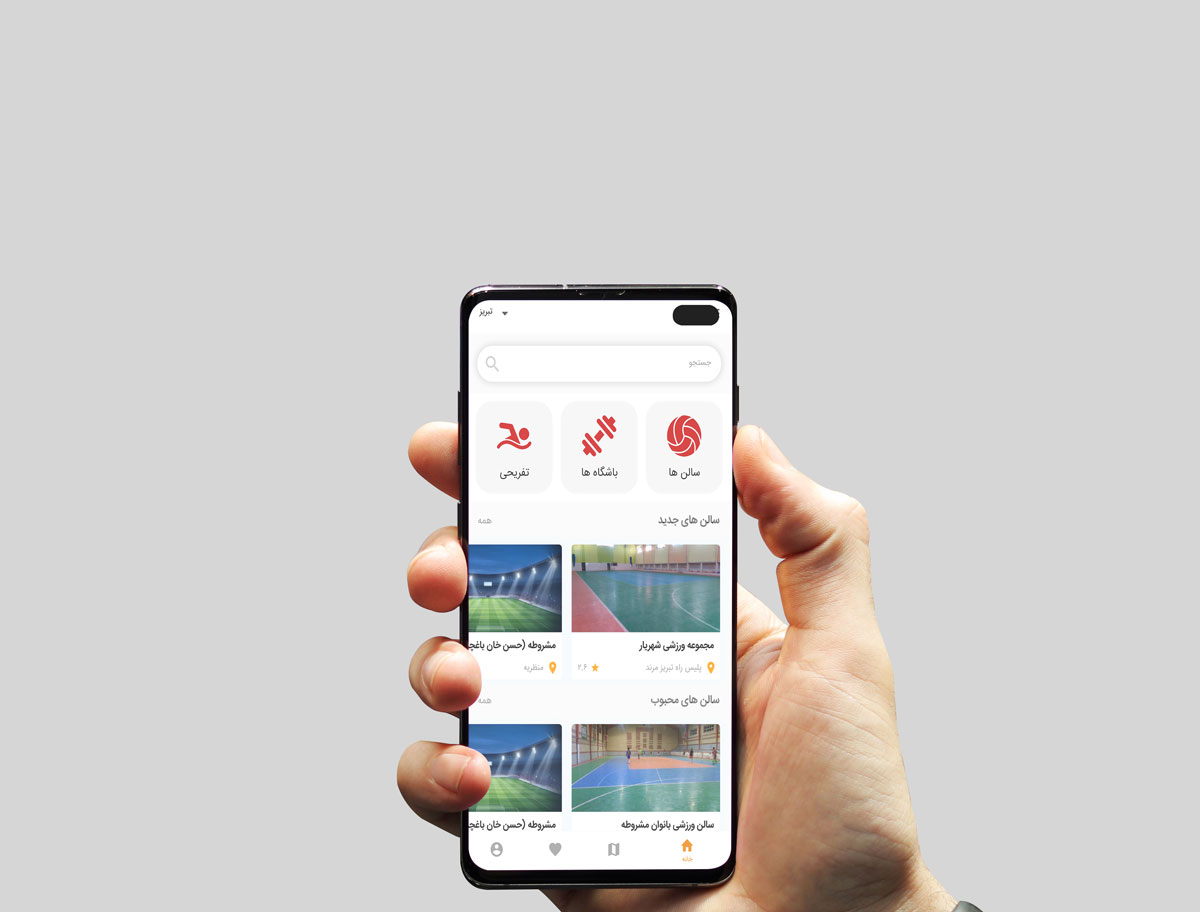 تبریز
جستجو
سالن ها
باشگاه ها
تفریحی
سالن های جدید
همه
مجموعه ورزشی شهریار
پلیس راه تبریز مرند
۲.۶
مشروطه (حسن خان باغچ
منظریه
سالن های محبوب
همه
سالن ورزشی بانوان مشروطه
مشروطه (حسن خان باغچ
خانه